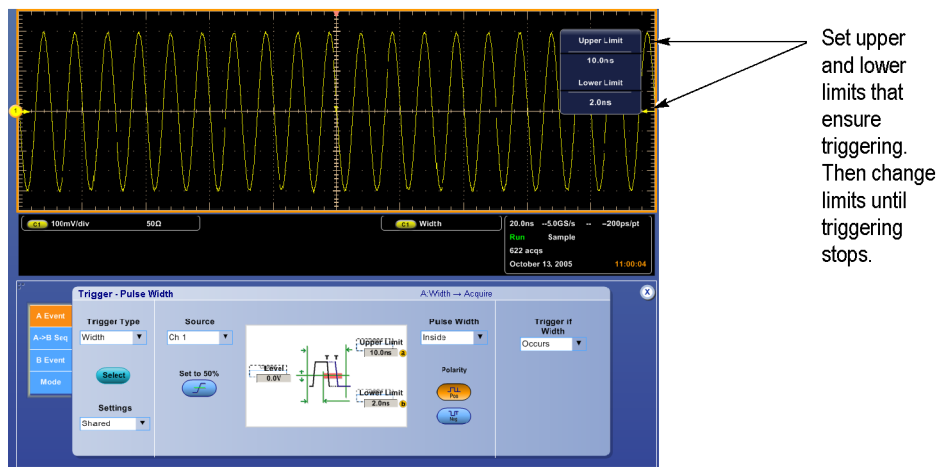 Upper Limit
10.0ns
Lower Limit
2.0ns
Set upper
and lower
limits that
ensure
triggering.
Then change
limits until
triggering
stops.
1
C1 100mV/div 50Ω
C1 Width
20.0ns --5.0GS/s -- --200ps/pt
Run Sample
622 acqs
October 13, 2005 11:00:04
Trigger - Pulse Width
A:Width → Acquire
X
A Event
A->B Seq
B Event
Mode
Trigger Type
Width
Select
Settings
Shared
Source
Ch 1
Set to 50%
Level
0.0V
T T
Upper Limit
10.0ns a
Lower Limit
2.0ns b
Pulse Width
Inside
Polarity
Pos
Neg
Trigger if
Width
Occurs